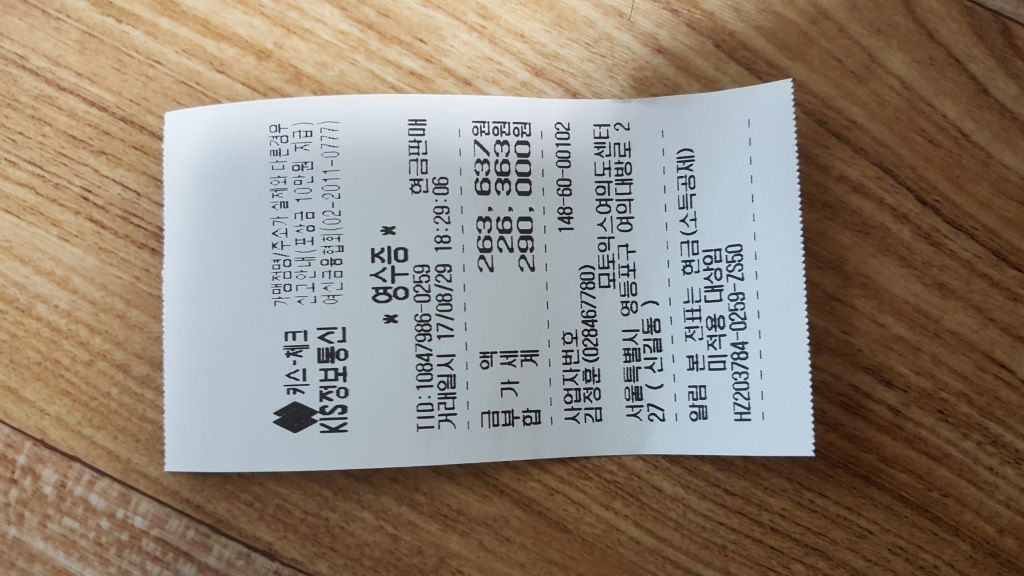 키스-체크
KIS정보통신
가맹점명/주소가 실제와 다른경우
신고안내(포상금 10만원 지급)
여신금융협회(02-2011-0777)
* 영수증 *
TID:10847986-0259 현금판매
거래일시 17/08/29 18:29:06
금 액 263,637원
부 가 세 26,363원
합 계 290,000원
사업자번호 148-60-00102
김정훈(028467780)
모토익스여의도센터
서울특별시 영등포구 여의대방로 2
27 ( 신길동 )
알림 본 전표는 현금(소득공제)
미적용 대상임
HZ2203784-0259-ZS50